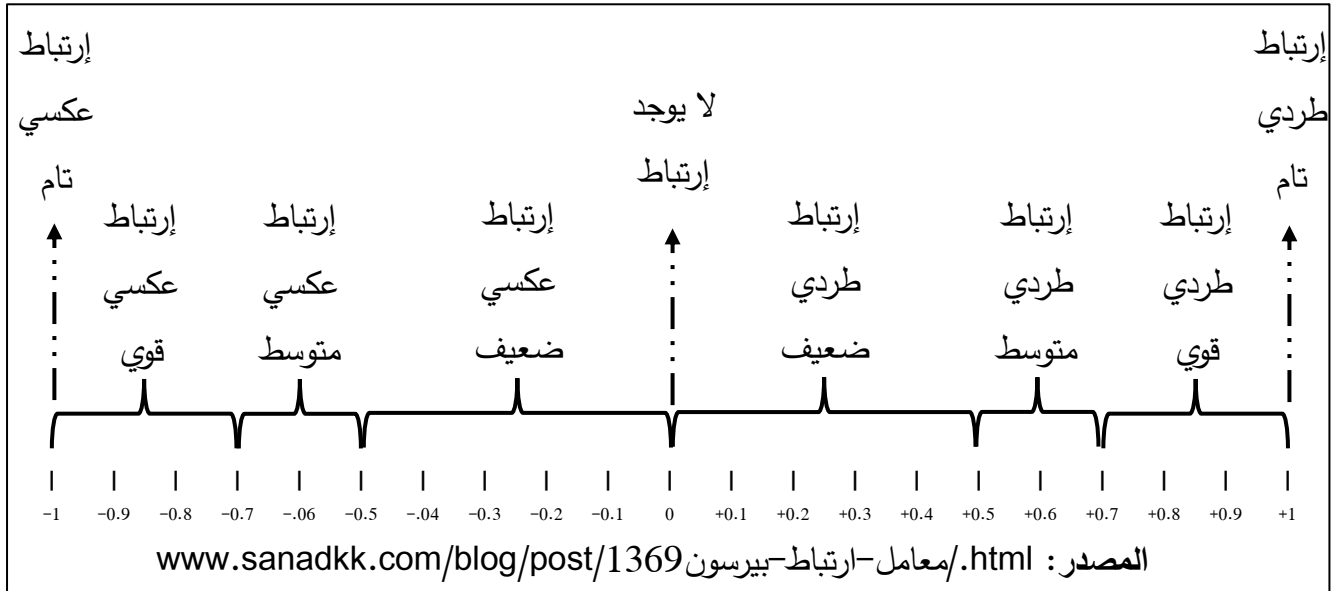 إرتباط
طردي
تام
لا يوجد
إرتباط
إرتباط
عكسي
تام
إرتباط
طردي
قوي
إرتباط
طردي
متوسط
إرتباط
طردي
ضعيف
إرتباط
عكسي
ضعيف
إرتباط
عكسي
متوسط
إرتباط
عكسي
قوي
−1 −0.9 −0.8 −0.7 −.06 −0.5 −.04 −0.3 −0.2 −0.1 0 +0.1 +0.2 +0.3 +0.4 +0.5 +0.6 +0.7 +0.8 +0.9 +1
المصدر: www.sanadkk.com/blog/post/1369/معامل-ارتباط-بيرسون.html